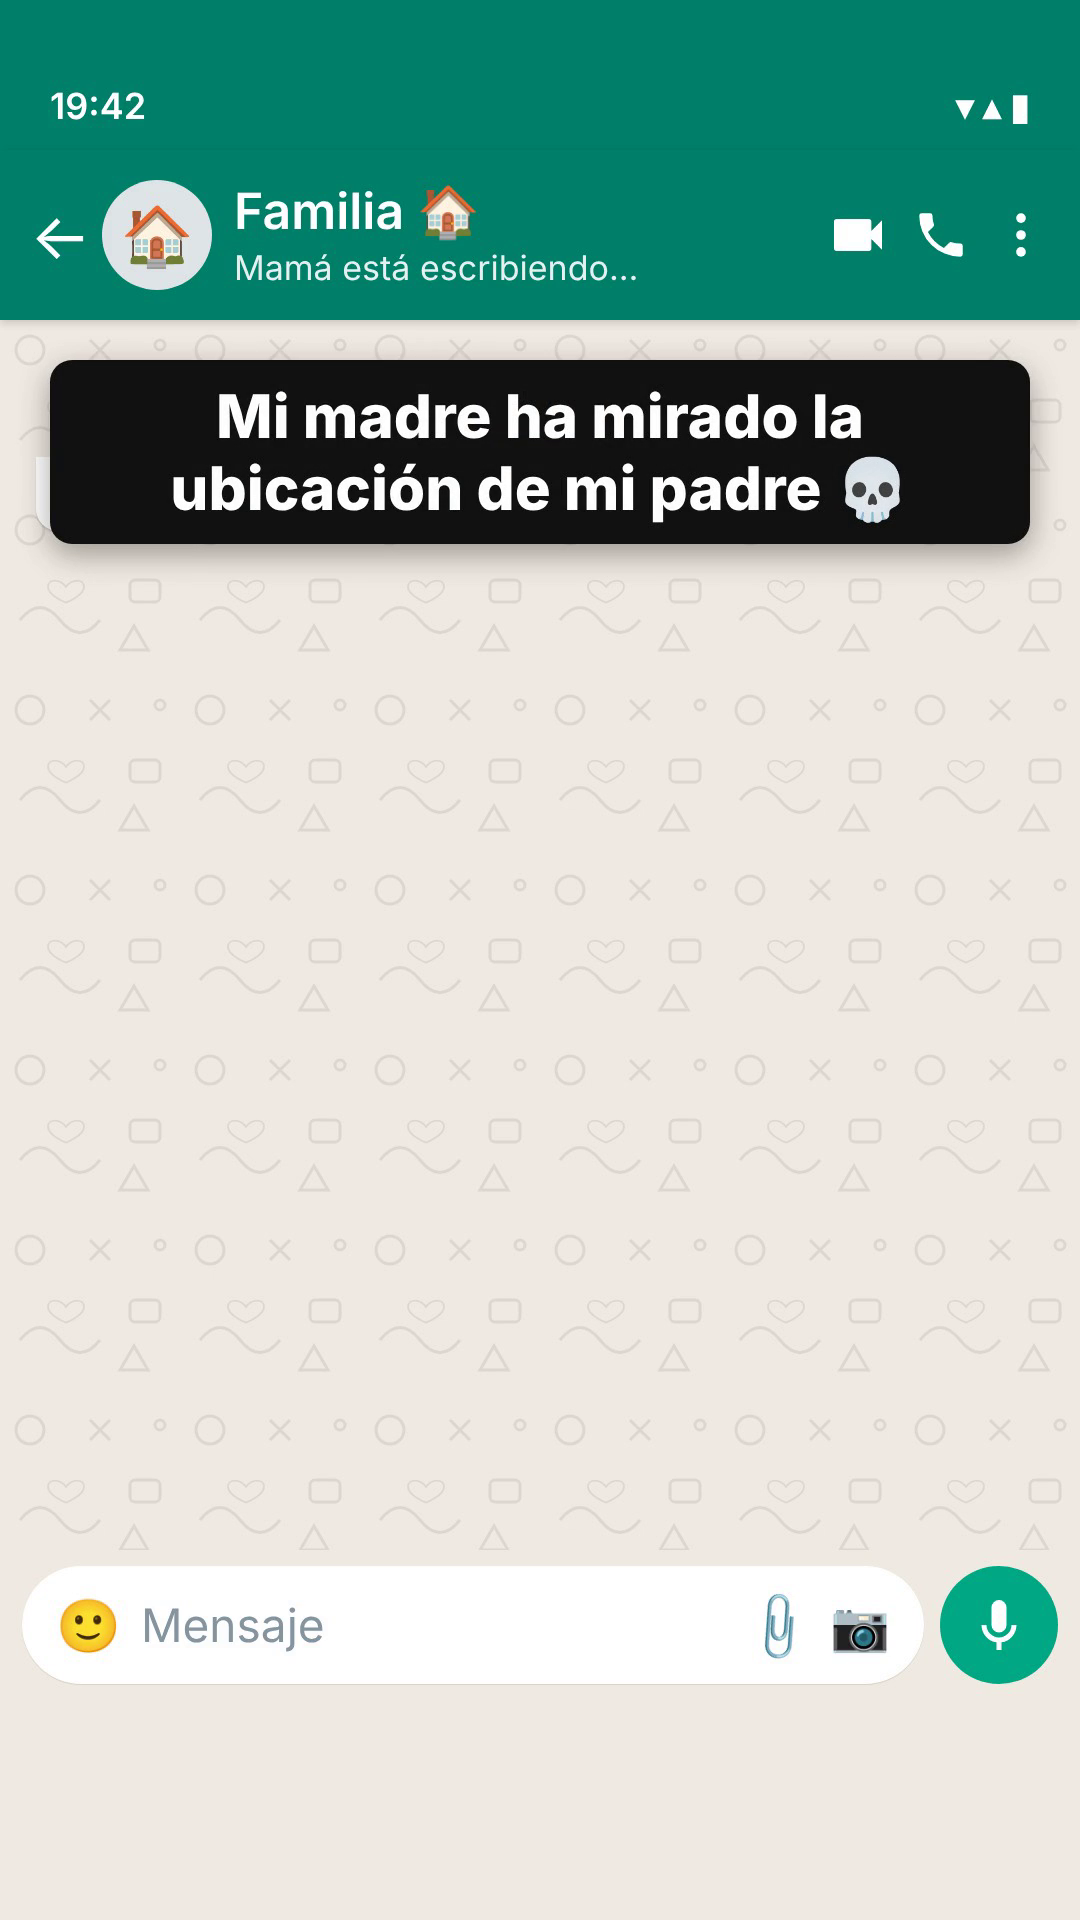 19:42
Familia 🏠
Mamá está escribiendo...
Mi madre ha mirado la
ubicación de mi padre 💀
Mensaje